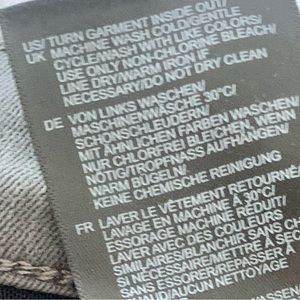 US/ TURN GARMENT INSIDE OUT/
UK MACHINE WASH COLD/GENTLE
CYCLE/WASH WITH LIKE COLORS/
USE ONLY NON-CHLORINE BLEACH/
LINE DRY/WARM IRON IF
NECESSARY/DO NOT DRY CLEAN
DE VON LINKS WASCHEN/
MASCHINENWÄSCHE 30°C/
SCHONSCHLEUDERN/
MIT ÄHNLICHEN FARBEN WASCHEN/
NUR CHLORFREI BLEICHEN, WENN
NÖTIG/TROPFNASS AUFHÄNGEN/
WARM BÜGELN/
KEINE CHEMISCHE REINIGUNG
FR LAVER LE VÊTEMENT RETOURNÉ/
LAVAGE EN MACHINE À 30°C/
ESSORAGE MACHINE RÉDUIT/
LAVER AVEC DES COULEURS
SIMILAIRES/BLANCHIR SANS
SI NÉCESSAIRE/SÉCHER
ÉTENDU/REPASSER À
CHAUD/AUCUN NETTOYAGE